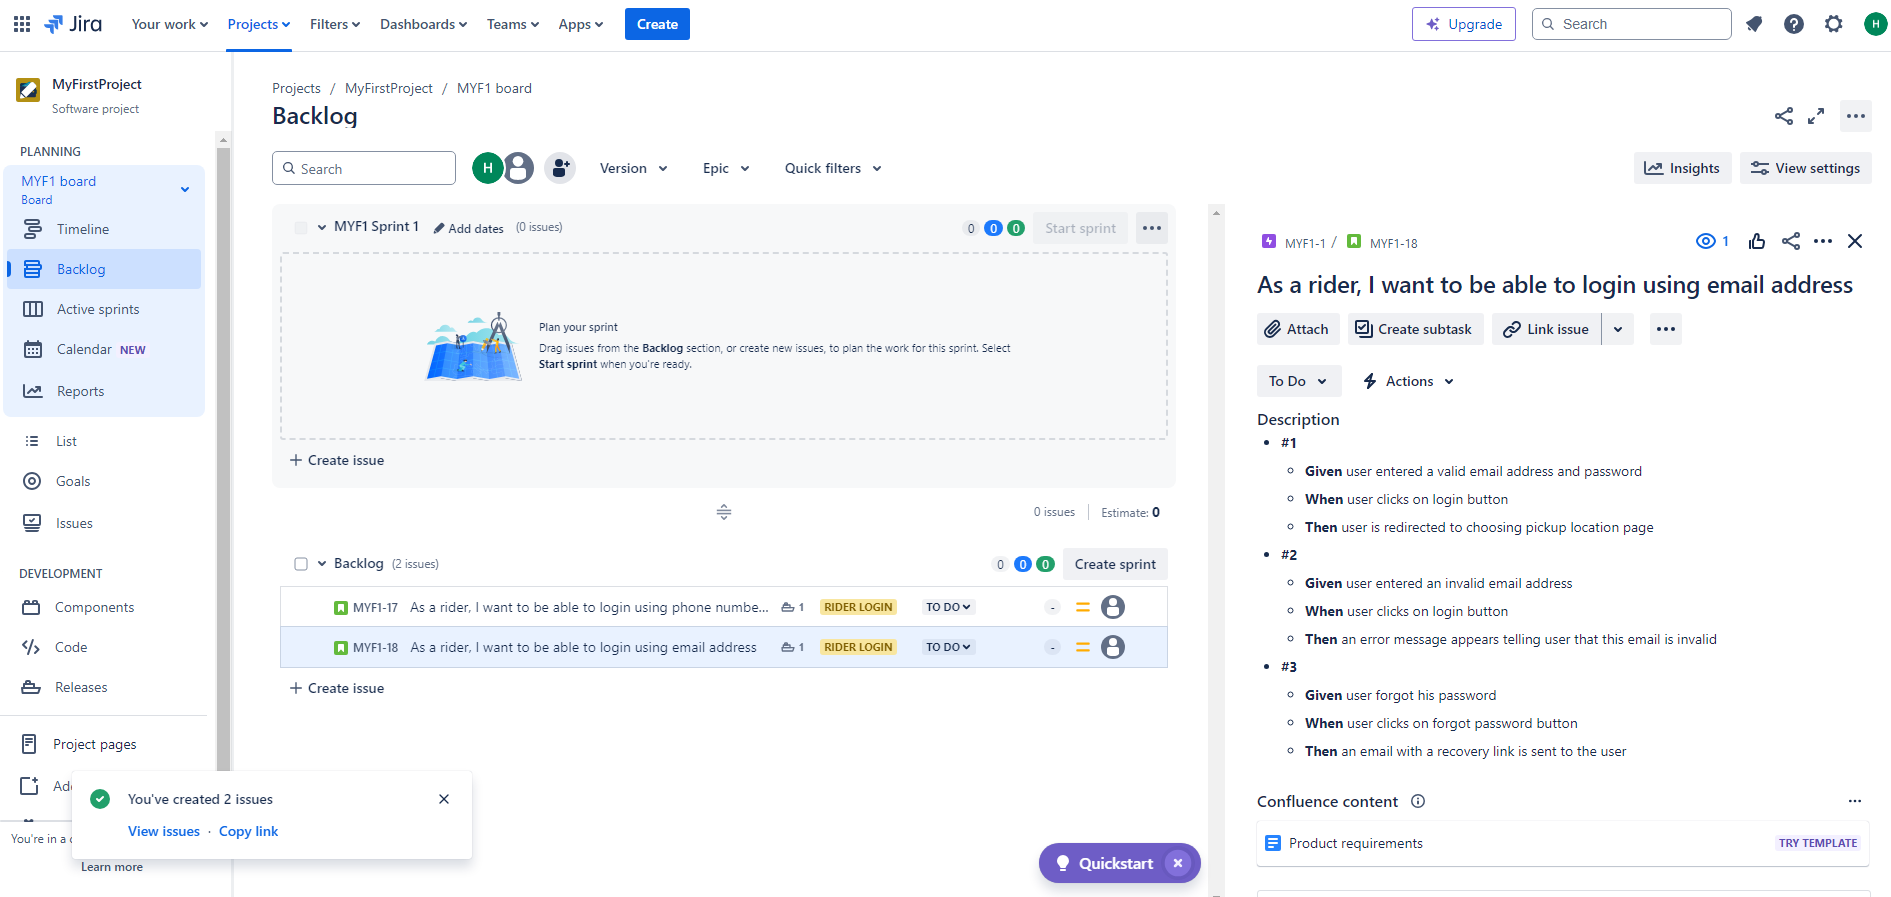 Jira
Your work
Projects
Filters
Dashboards
Teams
Apps
Create
Upgrade
Search
H
MyFirstProject
Software project
PLANNING
MYF1 board
Board
Timeline
Backlog
Active sprints
Calendar NEW
Reports
List
Goals
Issues
DEVELOPMENT
Components
Code
Releases
Project pages
You're in a
Learn more
You've created 2 issues
View issues · Copy link
Projects / MyFirstProject / MYF1 board
Backlog
Search
H
Version
Epic
Quick filters
Insights
View settings
MYF1 Sprint 1 Add dates (0 issues)
0 0 0
Start sprint
Plan your sprint
Drag issues from the Backlog section, or create new issues, to plan the work for this sprint. Select
Start sprint when you're ready.
+ Create issue
0 issues
Estimate: 0
Backlog (2 issues)
0 0 0
Create sprint
MYF1-17 As a rider, I want to be able to login using phone numbe... 1 RIDER LOGIN TO DO -
MYF1-18 As a rider, I want to be able to login using email address 1 RIDER LOGIN TO DO -
+ Create issue
Quickstart
MYF1-1 / MYF1-18
1
As a rider, I want to be able to login using email address
Attach
Create subtask
Link issue
To Do
Actions
Description
• #1
Given user entered a valid email address and password
When user clicks on login button
Then user is redirected to choosing pickup location page
• #2
Given user entered an invalid email address
When user clicks on login button
Then an error message appears telling user that this email is invalid
• #3
Given user forgot his password
When user clicks on forgot password button
Then an email with a recovery link is sent to the user
Confluence content
Product requirements
TRY TEMPLATE